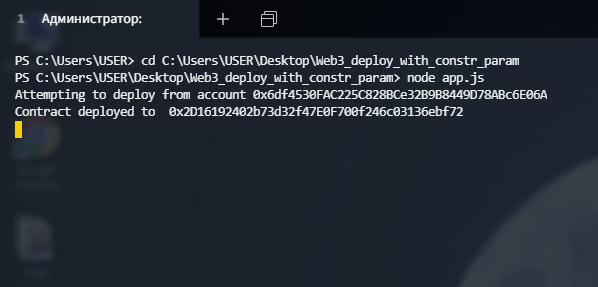 1 Администратор:
PS C:\Users\USER> cd C:\Users\USER\Desktop\Web3_deploy_with_constr_param
PS C:\Users\USER\Desktop\Web3_deploy_with_constr_param> node app.js
Attempting to deploy from account 0x6df4530FAC225C828BCe32B9B8449D78ABc6E06A
Contract deployed to  0x2D16192402b73d32f47E0F700f246c03136ebf72